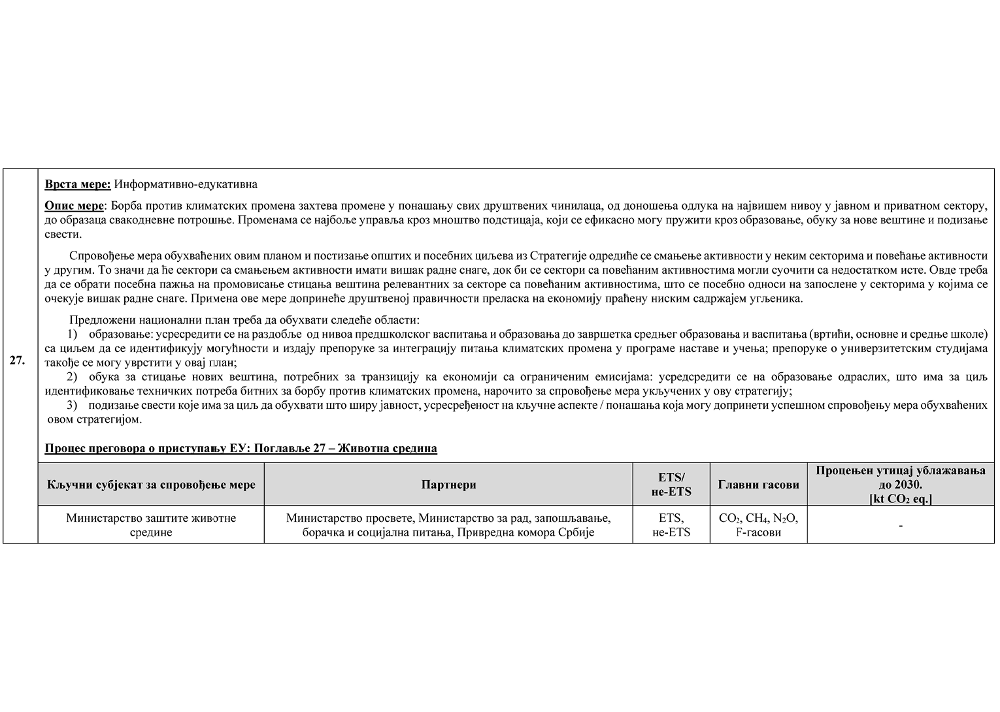 Врста мере: Информативно-едукативна
Опис мере: Борба против климатских промена захтева промене у понашању свих друштвених чинилаца, од доношења одлука на највишем нивоу у јавном и приватном сектору,
до образаца свакодневне потрошње. Променама се најбоље управља кроз мноштво подстицаја, који се ефикасно могу пружити кроз образовање, обуку за нове вештине и подизање
свести.
Спровођење мера обухваћених овим планом и постизање општих и посебних циљева из Стратегије одредиће се смањење активности у неким секторима и повећање активности
у другим. То значи да ће сектори са смањењем активности имати вишак радне снаге, док би се сектори са повећаним активностима могли суочити са недостатком исте. Овде треба
да се обрати посебна пажња на промовисање стицања вештина релевантних за секторе са повећаним активностима, што се посебно односи на запослене у секторима у којима се
очекује вишак радне снаге. Примена ове мере допринеће друштвеној правичности преласка на економију праћену ниским садржајем угљеника.
Предложени национални план треба да обухвати следеће области:
1) образовање: усресредити се на раздобље од нивоа предшколског васпитања и образовања до завршетка средњег образовања и васпитања (вртићи, основне и средње школе)
са циљем да се идентификују могућности и издају препоруке за интеграцију питања климатских промена у програме наставе и учења; препоруке о универзитетским студијама
такође се могу уврстити у овај план;
27.
2) обука за стицање нових вештина, потребних за транзицију ка економији са ограниченим емисијама: усредсредити се на образовање одраслих, што има за циљ
идентификовање техничких потреба битних за борбу против климатских промена, нарочито за спровођење мера укључених у ову стратегију;
3) подизање свести које има за циљ да обухвати што ширу јавност, усресређеност на кључне аспекте / понашања која могу допринети успешном спровођењу мера обухваћених
овом стратегијом.
Процес преговора о приступању ЕУ: Поглавље 27 – Животна средина
Кључни субјекат за спровођење мере
Партнери
ETS/
не-ETS
Главни гасови
Процењен утицај ублажавања
до 2030.
[kt CO₂ eq.]
Министарство заштите животне
средине
Министарство просвете, Министарство за рад, запошљавање,
борачка и социјална питања, Привредна комора Србије
ETS,
не-ETS
CO₂, CH₄, N₂O,
F-гасови
-